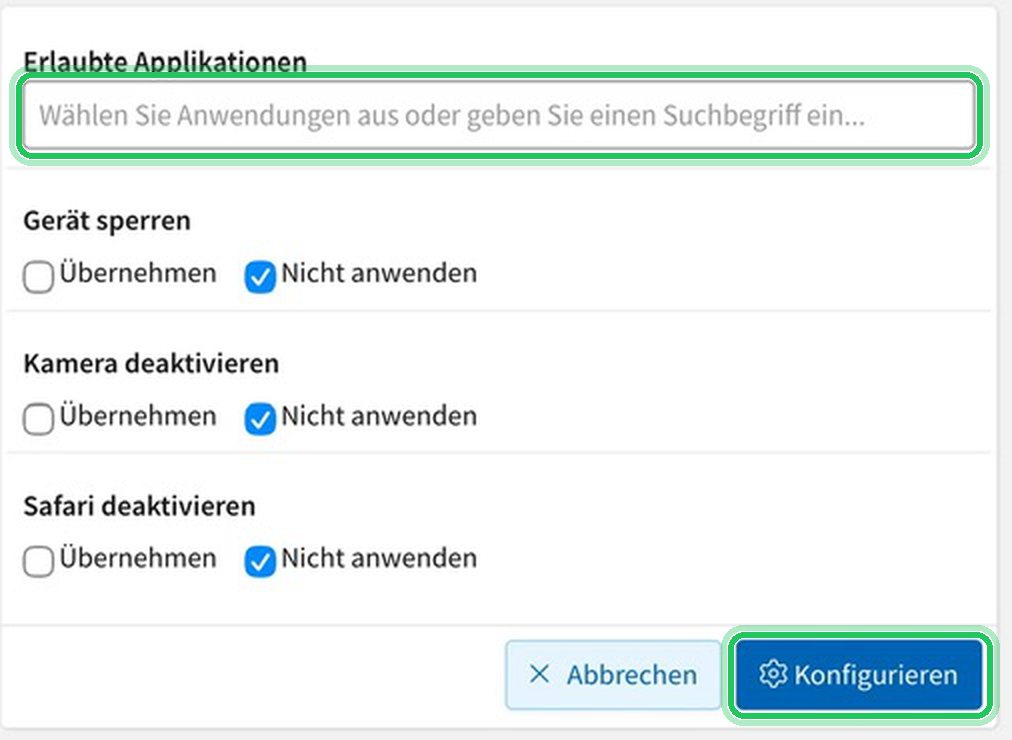 Erlaubte Applikationen
Wählen Sie Anwendungen aus oder geben Sie einen Suchbegriff ein...
Gerät sperren
Übernehmen Nicht anwenden
Kamera deaktivieren
Übernehmen Nicht anwenden
Safari deaktivieren
Übernehmen Nicht anwenden
Abbrechen Konfigurieren